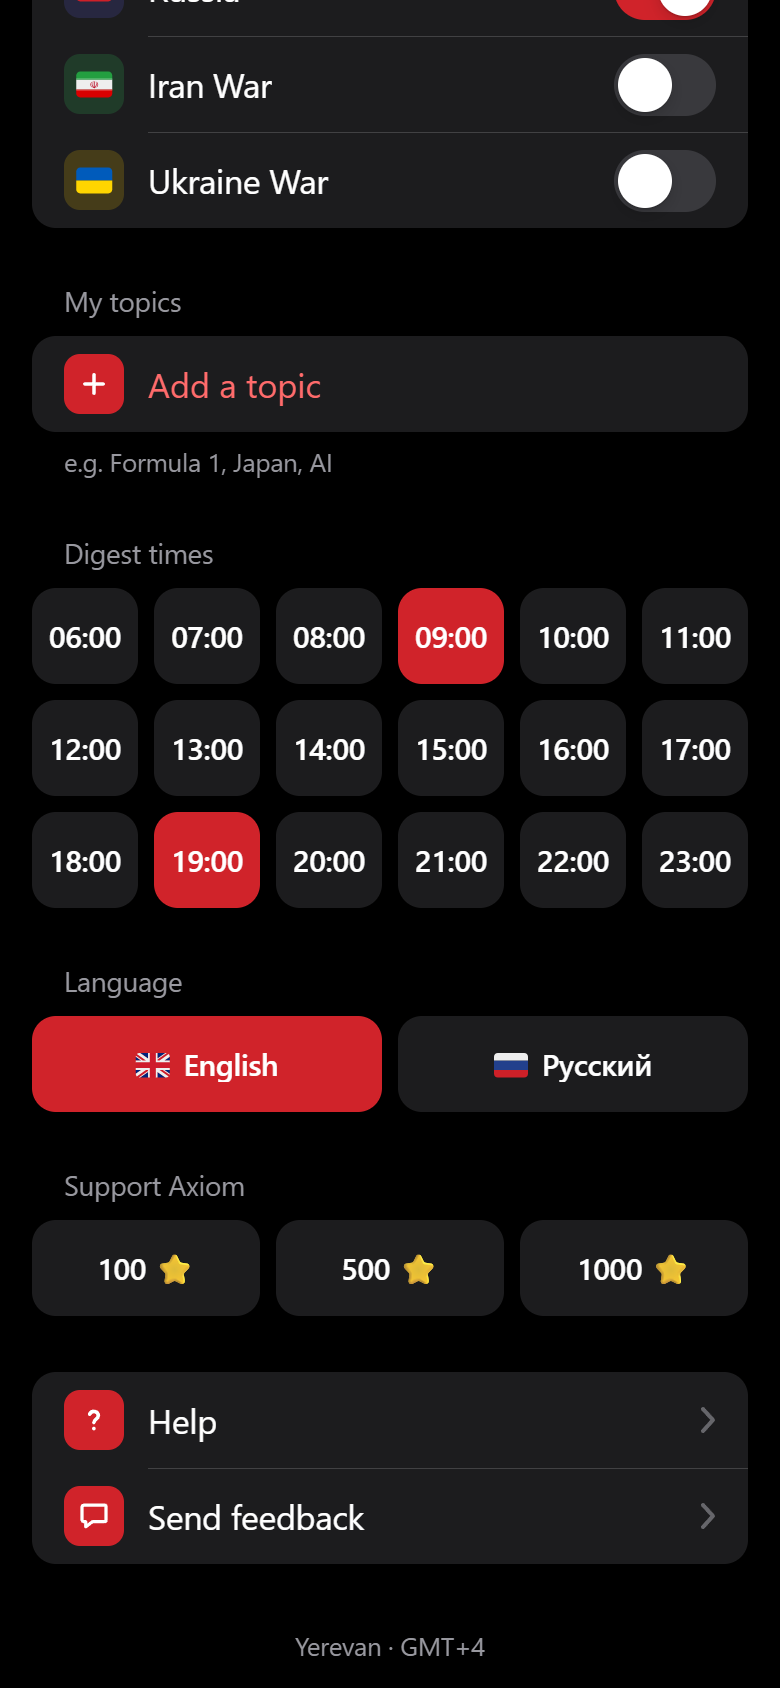 Russia
Iran War
Ukraine War
My topics
Add a topic
e.g. Formula 1, Japan, AI
Digest times
06:00 07:00 08:00 09:00 10:00 11:00
12:00 13:00 14:00 15:00 16:00 17:00
18:00 19:00 20:00 21:00 22:00 23:00
Language
English Русский
Support Axiom
100 500 1000
?
Help
Send feedback
Yerevan · GMT+4